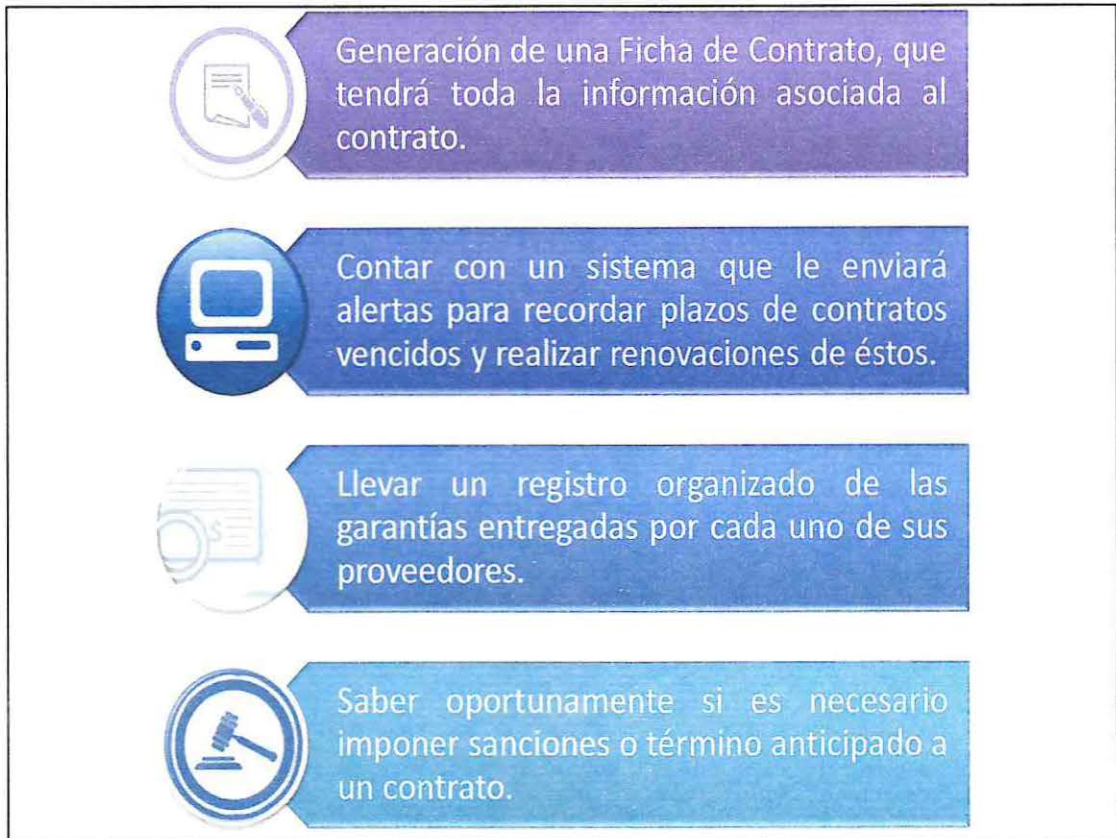 Generación de una Ficha de Contrato, que
tendrá toda la información asociada al
contrato.
Contar con un sistema que le enviará
alertas para recordar plazos de contratos
vencidos y realizar renovaciones de éstos.
Llevar un registro organizado de las
garantías entregadas por cada uno de sus
proveedores.
$
Saber oportunamente si es necesario
imponer sanciones o término anticipado a
un contrato.